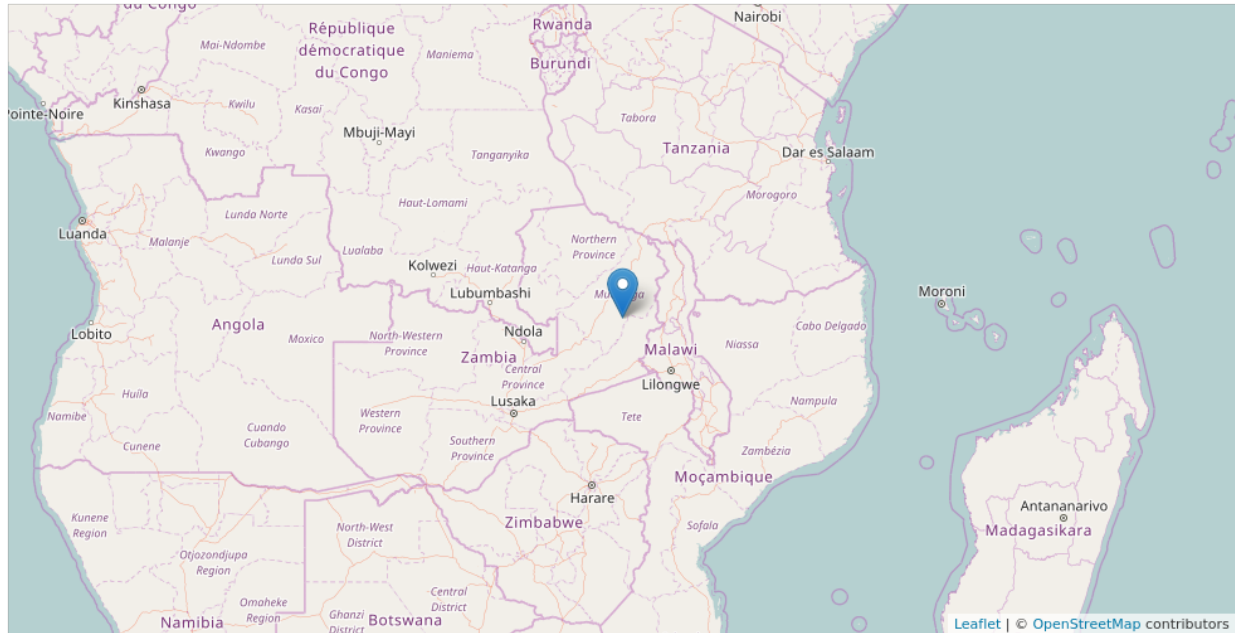 du Congo
Nairobi
Rwanda
République
démocratique
du Congo
Mai-Ndombe
Maniema
Burundi
Kinshasa
Kwilu
Kasai
Pointe-Noire
Mbuji-Mayi
Tabora
Kwango
Tanganyika
Tanzania
Dar es Salaam
Morogoro
Haut-Lomami
Lunda Norte
Luanda
Malanje
Lualaba
Northern
Province
Lunda Sul
Kolwezi
Haut-Katanga
Lubumbashi
Moroni
Angola
Moxico
Lobito
North-Western
Province
Ndola
Zambia
Cabo Delgado
Niassa
Malawi
Lilongwe
Central
Province
Huíla
Lusaka
Namibe
Western
Province
Tete
Nampula
Cunene
Cuando
Cubango
Southern
Province
Zambézia
Moçambique
Harare
Antananarivo
Madagasikara
Kunene
Region
North-West
District
Zimbabwe
Sofala
Otjozondjupa
Region
Omaheke
Region
Central
District
Ghanzi
District
Botswana
Namibia
Leaflet | © OpenStreetMap contributors